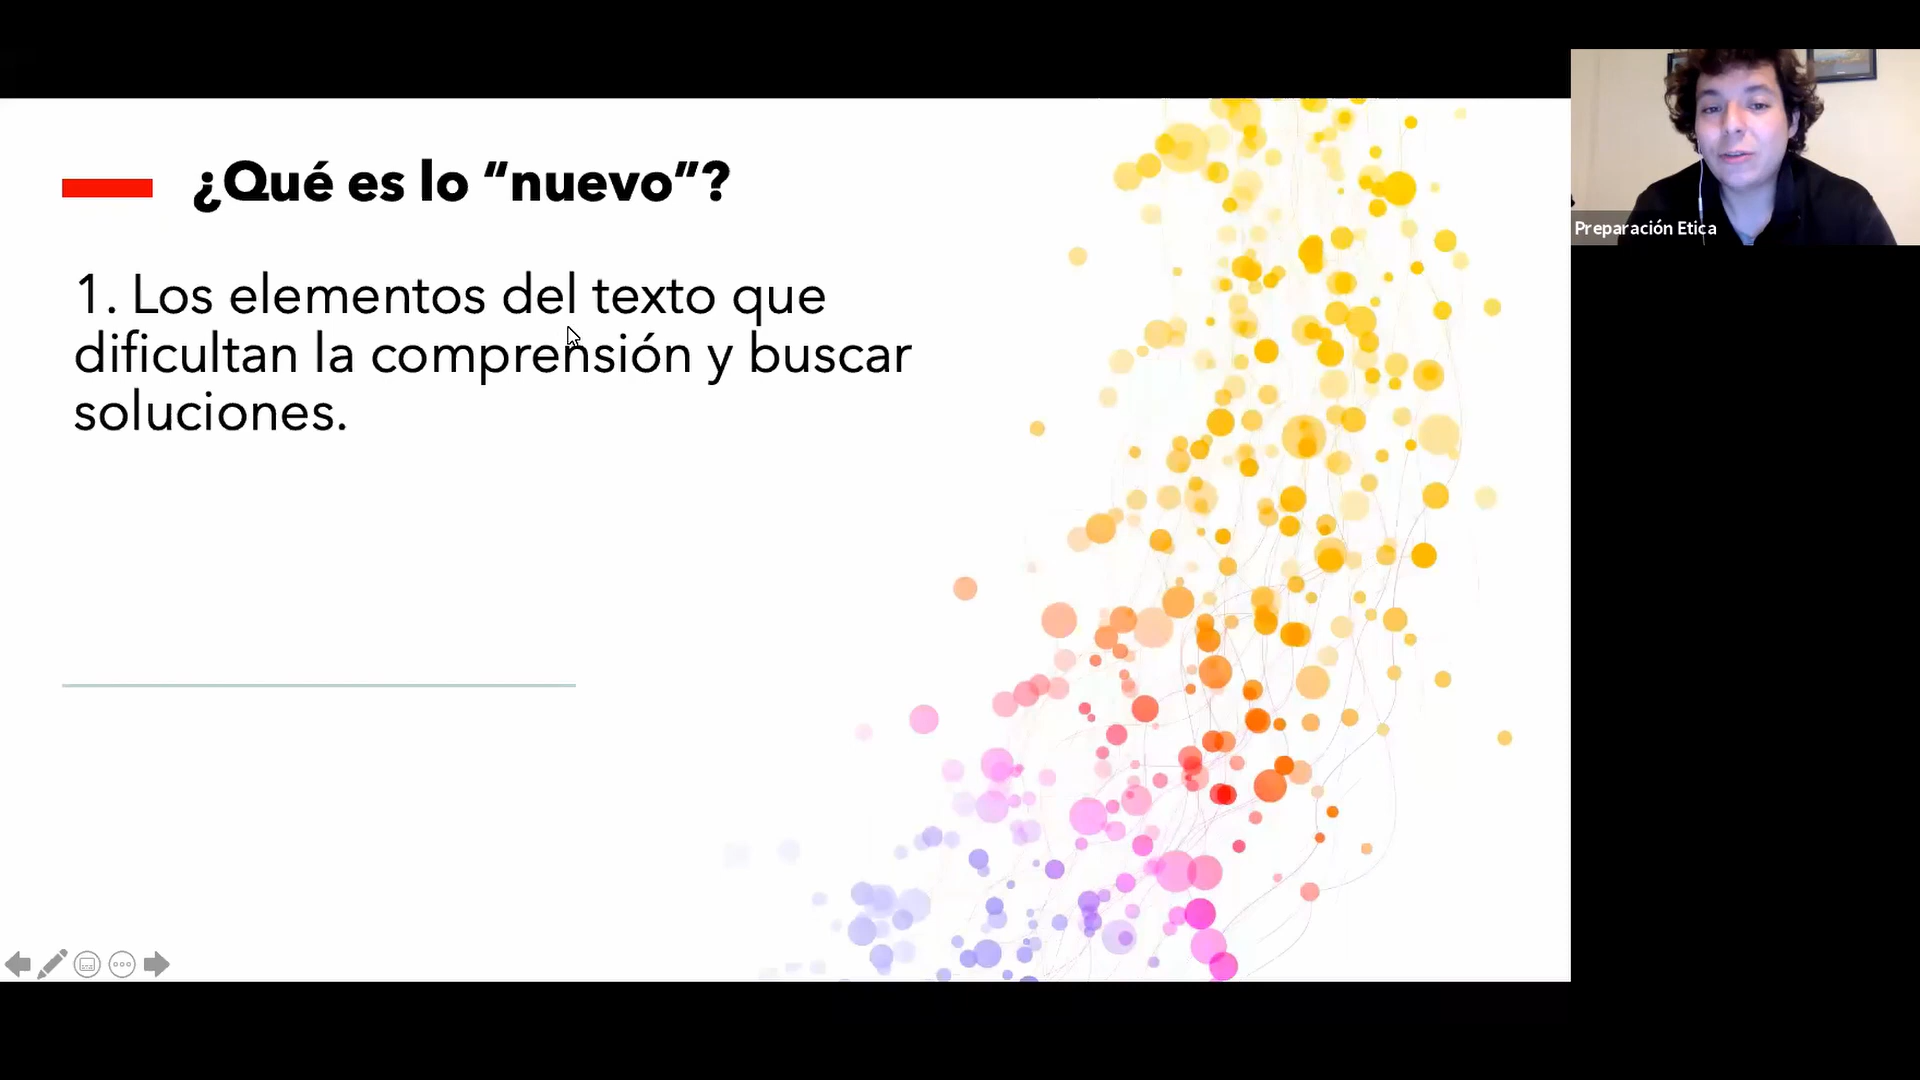 ¿Qué es lo “nuevo”?
1. Los elementos del texto que
dificultan la comprensión y buscar
soluciones.
Preparación Etica